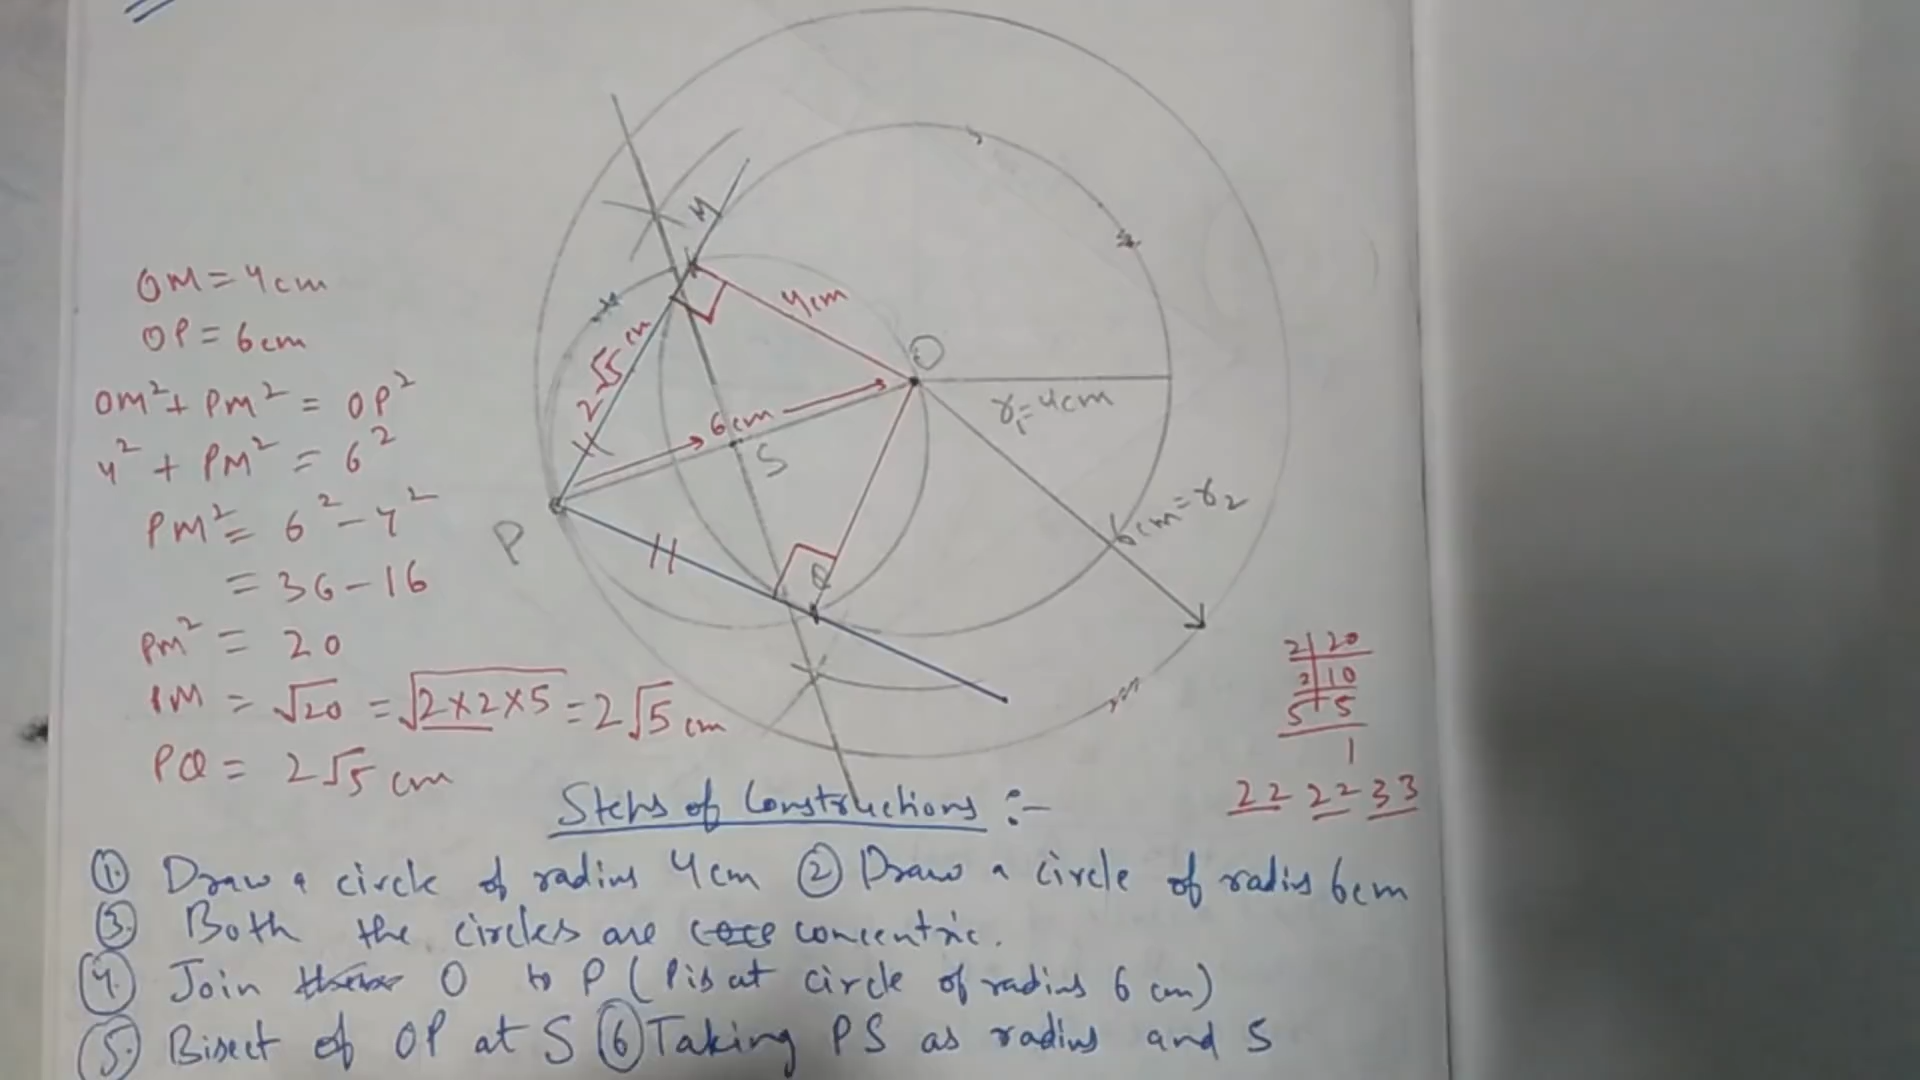 M
4cm
2√5 cm
O
r₁=4cm
6cm
S
6cm=r₂
P
Q
OM=4cm
OP=6cm
OM²+PM²=OP²
4²+PM²=6²
PM²=6²-4²
=36-16
PM²=20
PM=√20=√2×2×5=2√5 cm
PQ=2√5 cm
2|20
2|10
5|5
1
22 22 33
Steps of Constructions :-
① Draw a circle of radius 4cm ② Draw a circle of radius 6cm
③ Both the circles are concentric.
④ Join O to P (P is at circle of radius 6 cm)
⑤ Bisect of OP at S ⑥ Taking PS as radius and S